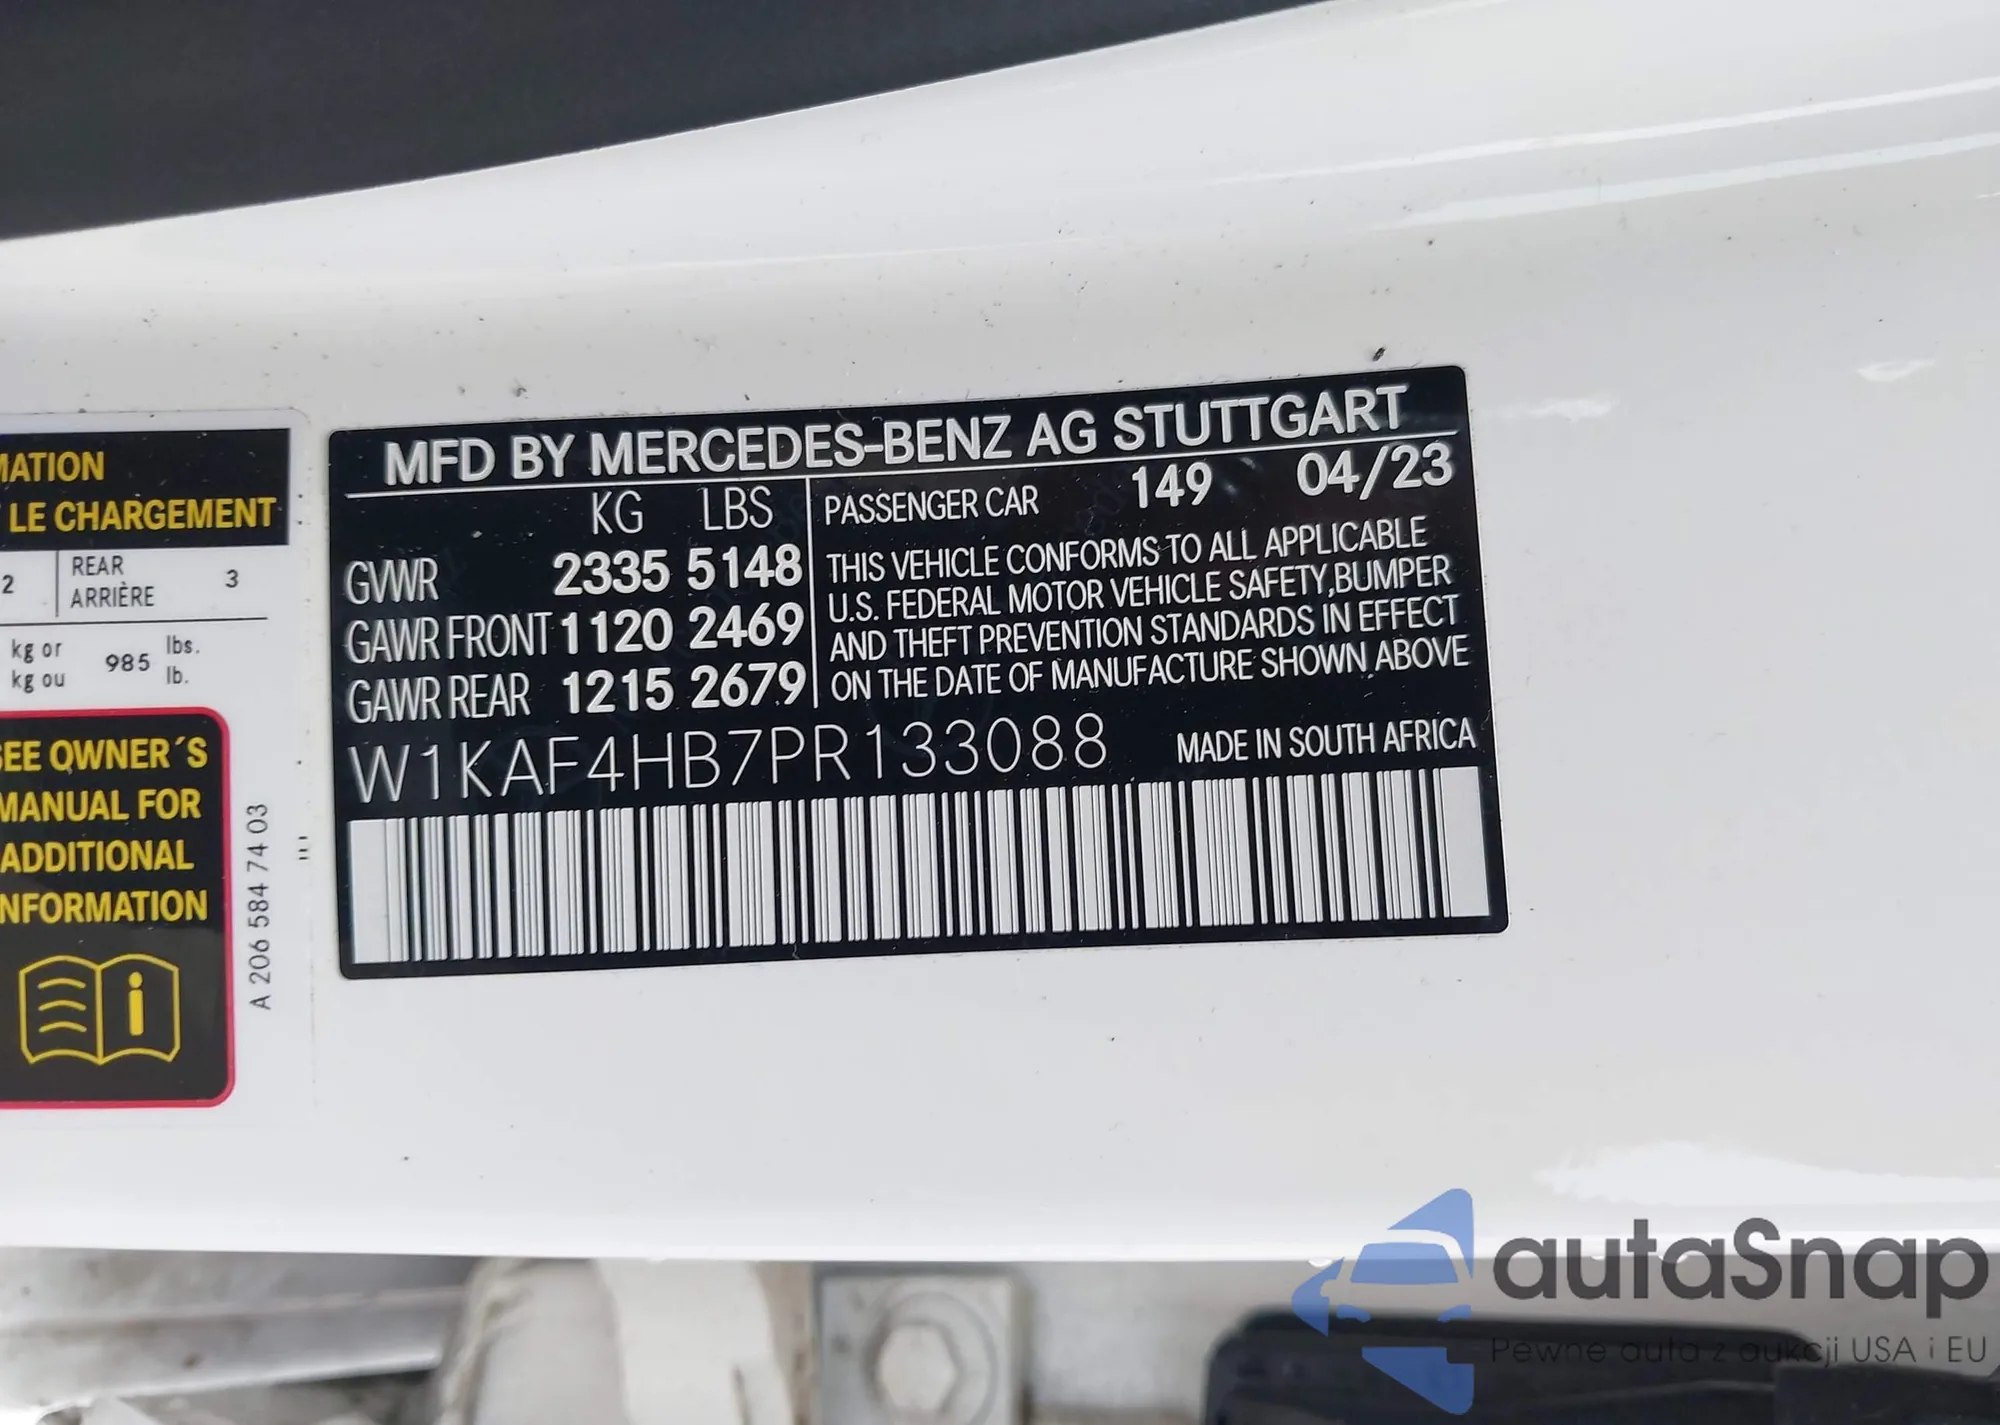 MATION
LE CHARGEMENT
2 REAR ARRIÈRE 3
kg or
kg ou 985 lbs.
lb.
SEE OWNER´S
MANUAL FOR
ADDITIONAL
INFORMATION
i
A 206 584 74 03
MFD BY MERCEDES-BENZ AG STUTTGART
KG LBS
GVWR 2335 5148
GAWR FRONT 1120 2469
GAWR REAR 1215 2679
PASSENGER CAR 149 04/23
THIS VEHICLE CONFORMS TO ALL APPLICABLE
U.S. FEDERAL MOTOR VEHICLE SAFETY,BUMPER
AND THEFT PREVENTION STANDARDS IN EFFECT
ON THE DATE OF MANUFACTURE SHOWN ABOVE
W1KAF4HB7PR133088 MADE IN SOUTH AFRICA
autaSnap
Pewne auta z aukcji USA i EU